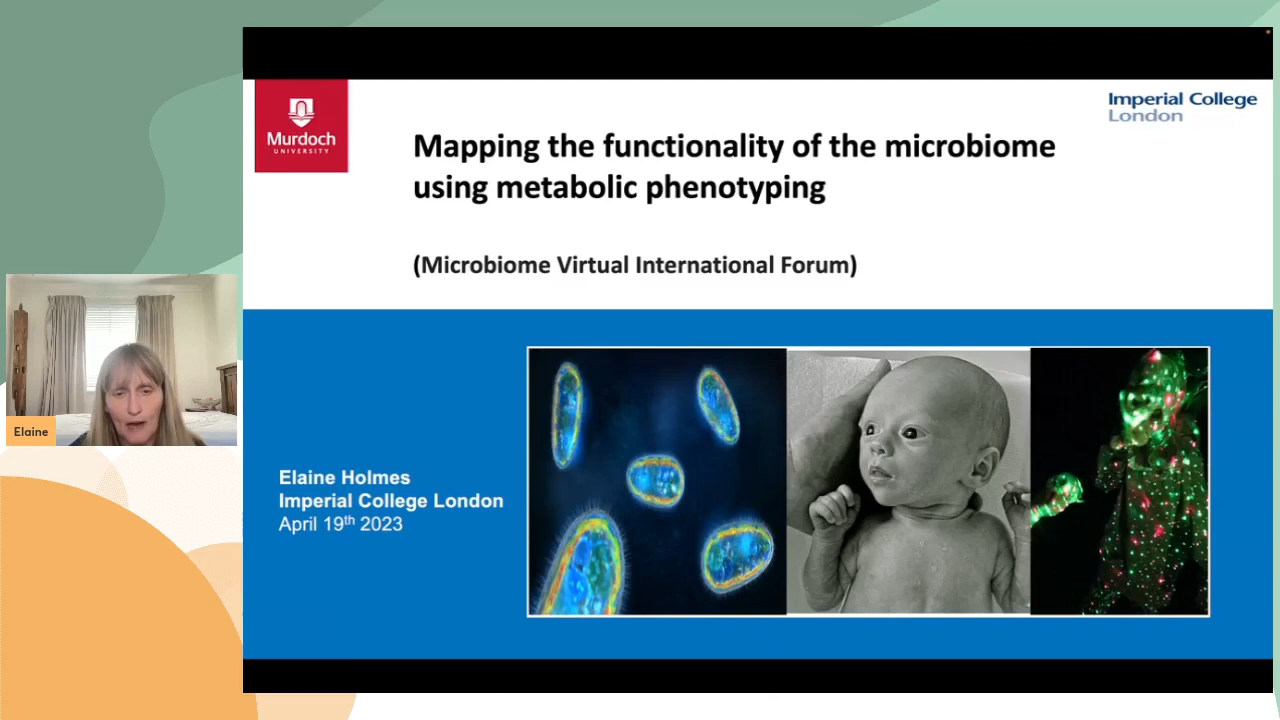 Murdoch
UNIVERSITY
Imperial College
London
Mapping the functionality of the microbiome
using metabolic phenotyping
(Microbiome Virtual International Forum)
Elaine
Elaine Holmes
Imperial College London
April 19th 2023